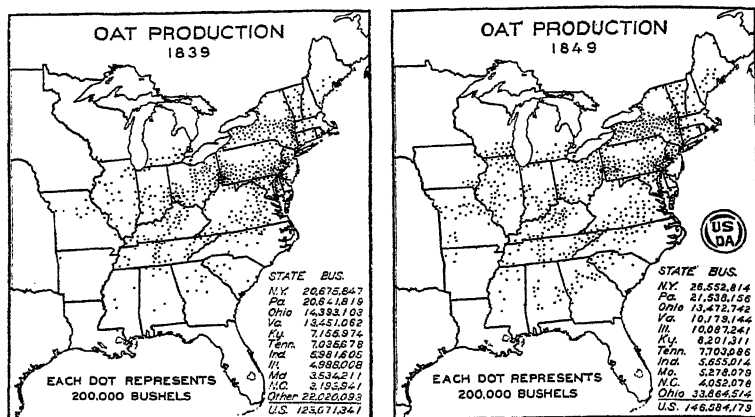 OAT PRODUCTION
1839
STATE BUS.
N.Y. 20,675,847
Pa. 20,641,819
Ohio 14,393,103
Va. 13,451,062
Ky. 7,155,974
Tenn. 7,035,678
Ind. 5,981,605
Ill. 4,988,008
Md. 3,534,211
N.C. 3,193,941
Other 22,020,093
U.S. 123,071,341
EACH DOT REPRESENTS
200,000 BUSHELS
OAT PRODUCTION
1849
US
DA
STATE BUS.
N.Y. 26,552,814
Pa. 21,538,156
Ohio 13,472,742
Va. 10,179,144
Ill. 10,087,241
Ky. 8,201,311
Tenn. 7,703,086
Ind. 5,655,014
Mo. 5,278,079
N.C. 4,052,078
Ohio 33,864,514
U.S. 146,584,179
EACH DOT REPRESENTS
200,000 BUSHELS